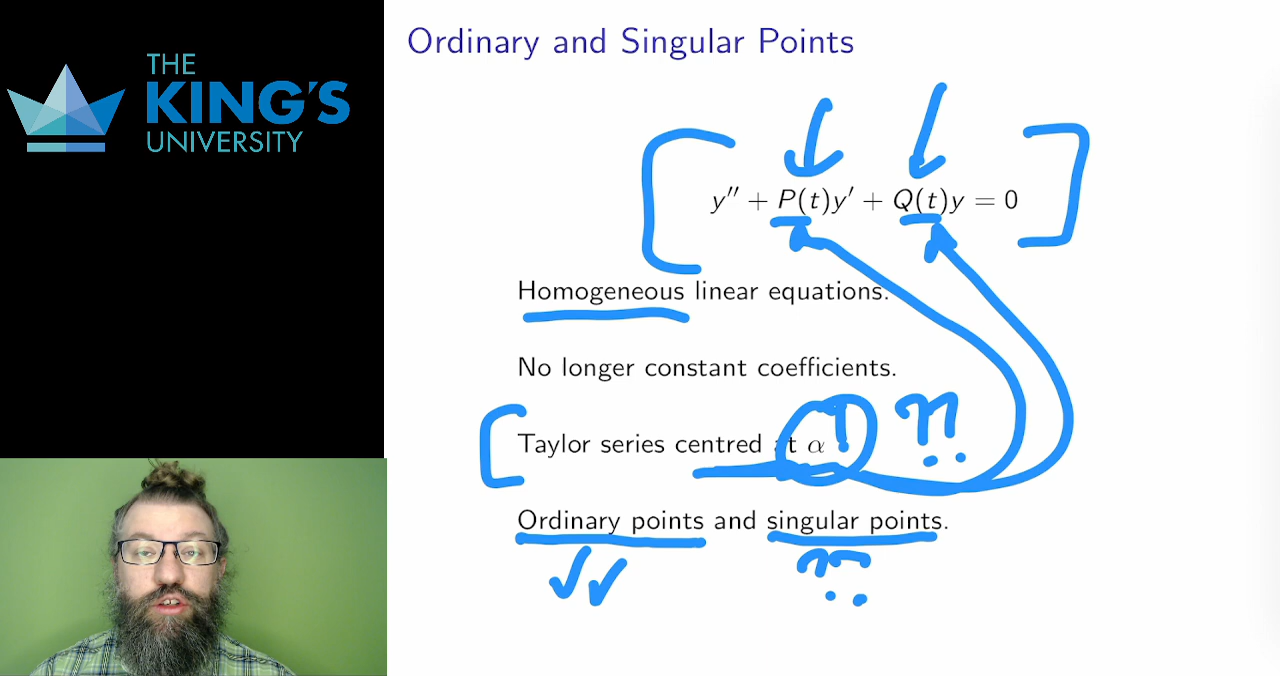 THE
KING'S
UNIVERSITY
Ordinary and Singular Points
y″ + P(t)y′ + Q(t)y = 0
Homogeneous linear equations.
No longer constant coefficients.
Taylor series centred at α ? ??
Ordinary points and singular points.
✓✓ ??